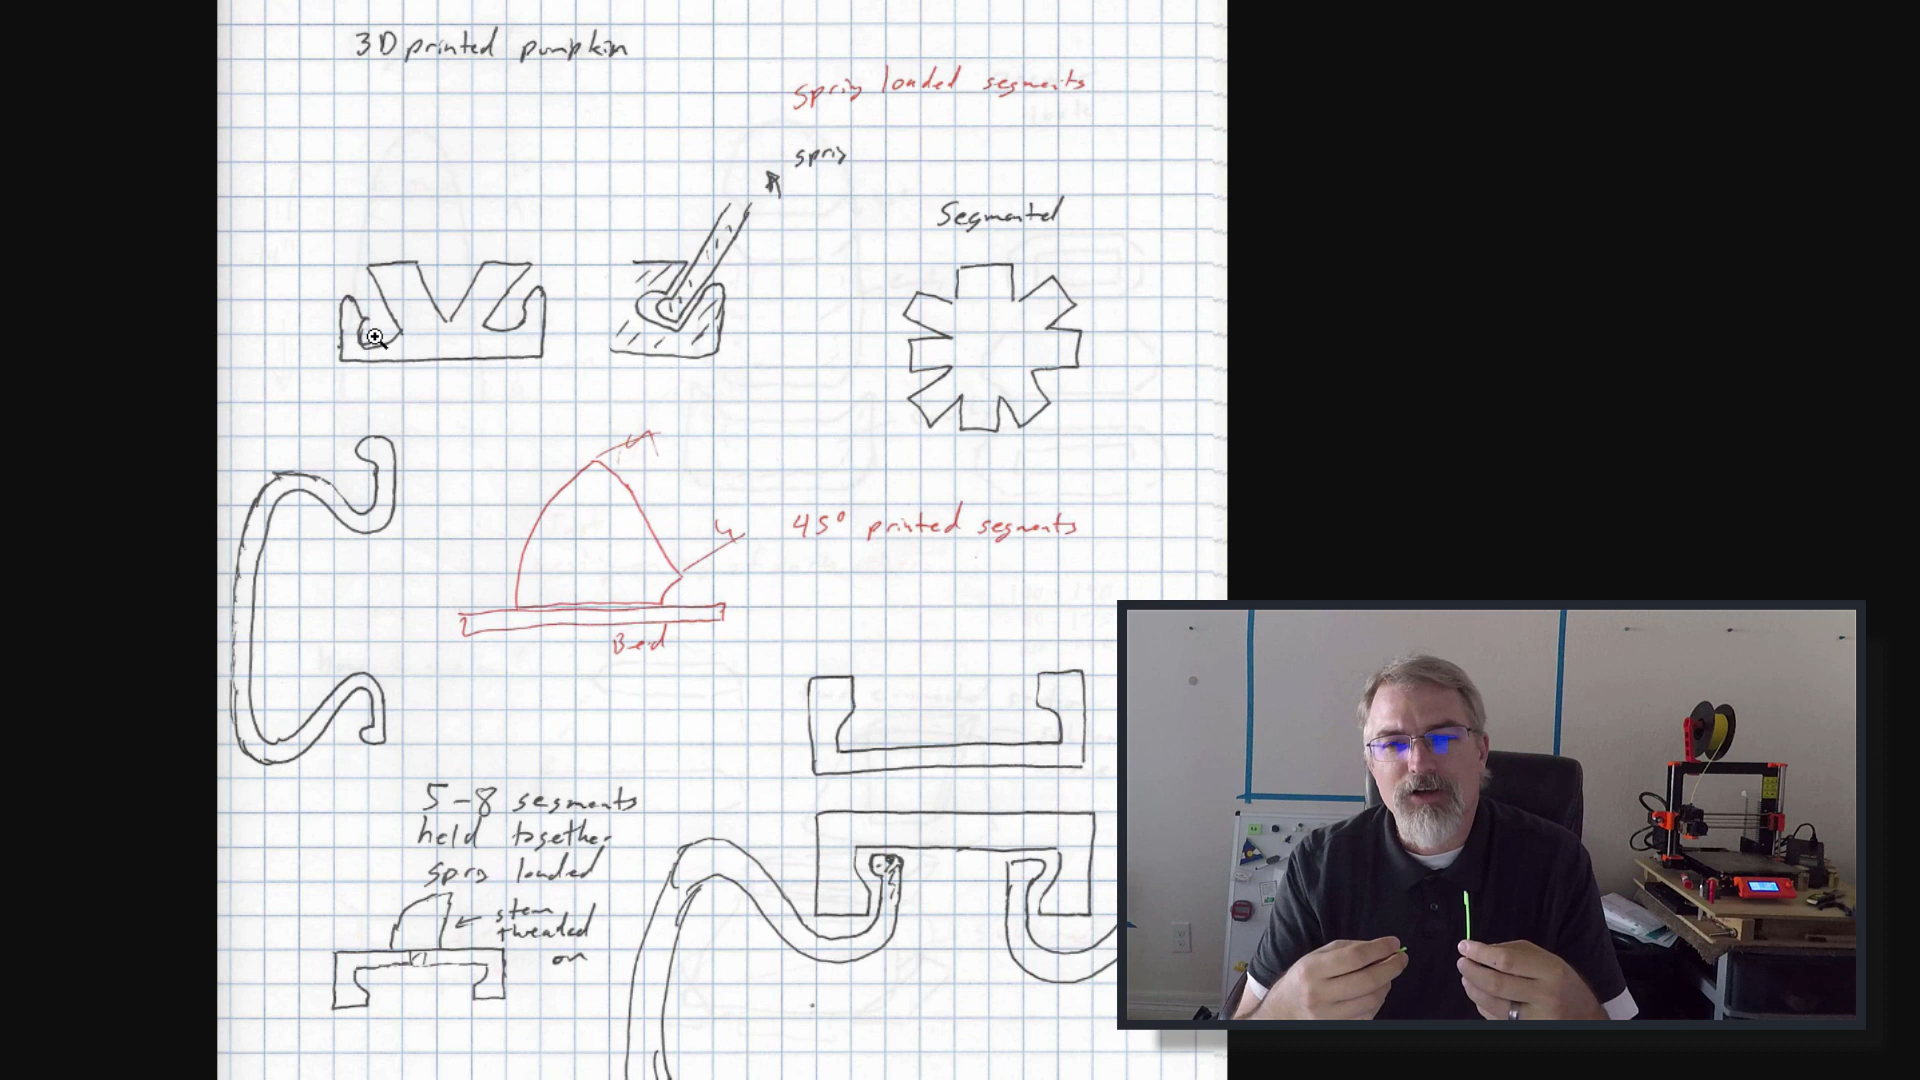 3D printed pumpkin
spring loaded segments
spring
Segmented
45° printed segments
Bed
5-8 segments
held together
spring loaded
stem
threaded
on